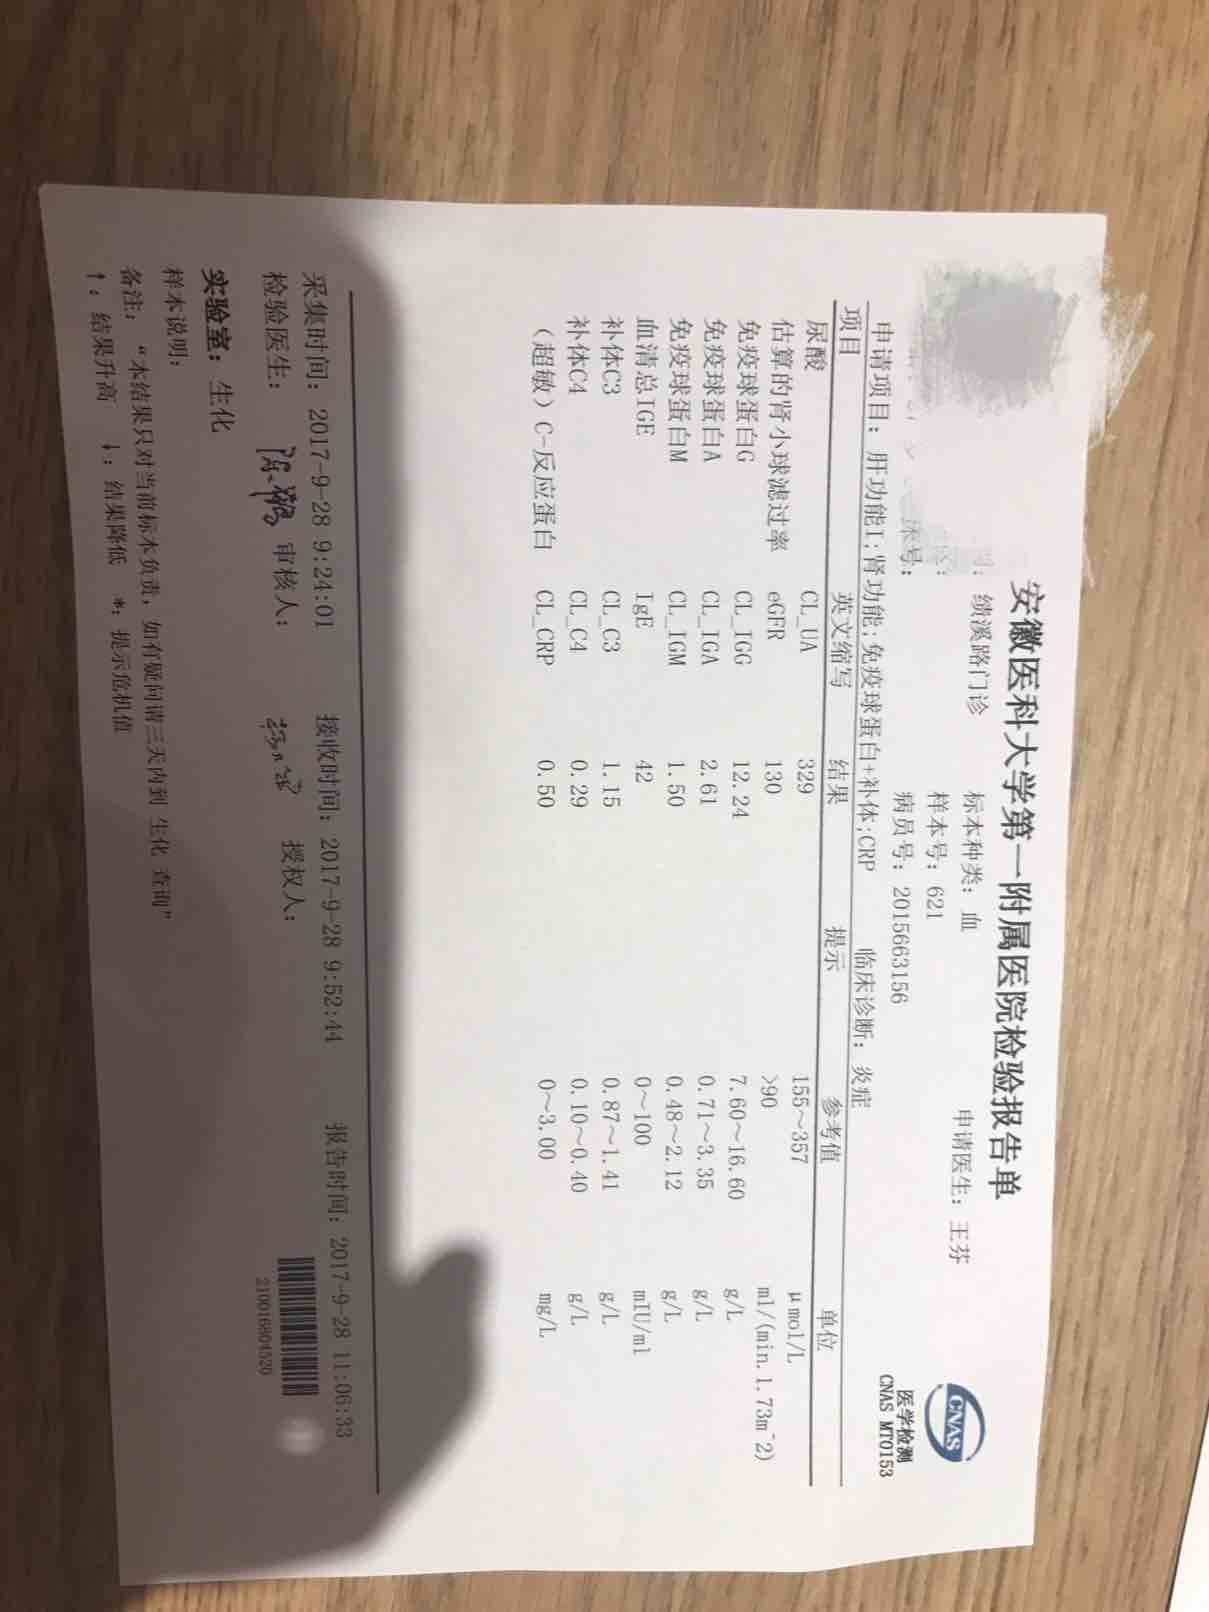 安徽医科大学第一附属医院检验报告单
CNAS
医学检测
CNAS MT0153
绩溪路门诊 标本种类: 血 申请医生: 王芬
样本号: 621
床号: 病员号: 2015663156
申请项目: 肝功能I;肾功能;免疫球蛋白+补体;CRP 临床诊断: 炎症
项目 英文缩写 结果 提示 参考值 单位
尿酸 CL_UA 329 155~357 μmol/L
估算的肾小球滤过率 eGFR 130 >90 ml/(min.1.73m^2)
免疫球蛋白G CL_IGG 12.24 7.60~16.60 g/L
免疫球蛋白A CL_IGA 2.61 0.71~3.35 g/L
免疫球蛋白M CL_IGM 1.50 0.48~2.12 g/L
血清总IGE IgE 42 0~100 mIU/ml
补体C3 CL_C3 1.15 0.87~1.41 g/L
补体C4 CL_C4 0.29 0.10~0.40 g/L
(超敏)C-反应蛋白 CL_CRP 0.50 0~3.00 mg/L
采集时间: 2017-9-28 9:24:01 接收时间: 2017-9-28 9:52:44 报告时间: 2017-9-28 11:06:33
检验医生: 审核人: 授权人:
210016804520
实验室: 生化
样本说明:
备注: "本结果只对当前标本负责,如有疑问请三天内到 生化 查询"
↑: 结果升高 ↓: 结果降低 *: 提示危机值